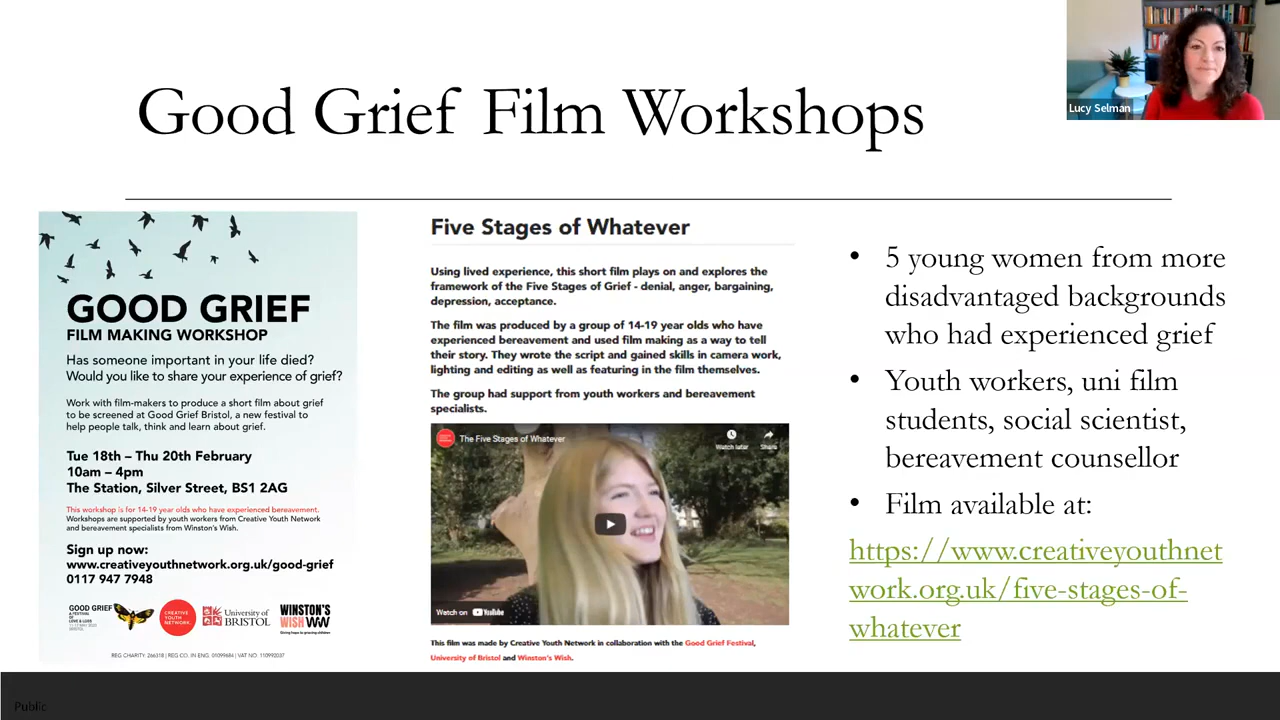 Lucy Selman
Good Grief Film Workshops
GOOD GRIEF
FILM MAKING WORKSHOP
Has someone important in your life died?
Would you like to share your experience of grief?
Work with film-makers to produce a short film about grief
to be screened at Good Grief Bristol, a new festival to
help people talk, think and learn about grief.
Tue 18th – Thu 20th February
10am – 4pm
The Station, Silver Street, BS1 2AG
This workshop is for 14-19 year olds who have experienced bereavement.
Workshops are supported by youth workers from Creative Youth Network
and bereavement specialists from Winston's Wish.
Sign up now:
www.creativeyouthnetwork.org.uk/good-grief
0117 947 7948
GOOD GRIEF
A FESTIVAL
OF
LOVE & LOSS
CREATIVE
YOUTH
NETWORK
University of
BRISTOL
WINSTON'S
WISH
Giving hope to grieving children
REG CHARITY: 266318 | REG CO. IN ENG. 01099684 | VAT NO. 110992037
Five Stages of Whatever
Using lived experience, this short film plays on and explores the
framework of the Five Stages of Grief - denial, anger, bargaining,
depression, acceptance.
The film was produced by a group of 14-19 year olds who have
experienced bereavement and used film making as a way to tell
their story. They wrote the script and gained skills in camera work,
lighting and editing as well as featuring in the film themselves.
The group had support from youth workers and bereavement
specialists.
The Five Stages of Whatever
Watch later
Share
Watch on YouTube
This film was made by Creative Youth Network in collaboration with the Good Grief Festival,
University of Bristol and Winston's Wish.
• 5 young women from more
disadvantaged backgrounds
who had experienced grief
• Youth workers, uni film
students, social scientist,
bereavement counsellor
• Film available at:
https://www.creativeyouthnet
work.org.uk/five-stages-of-
whatever
Public